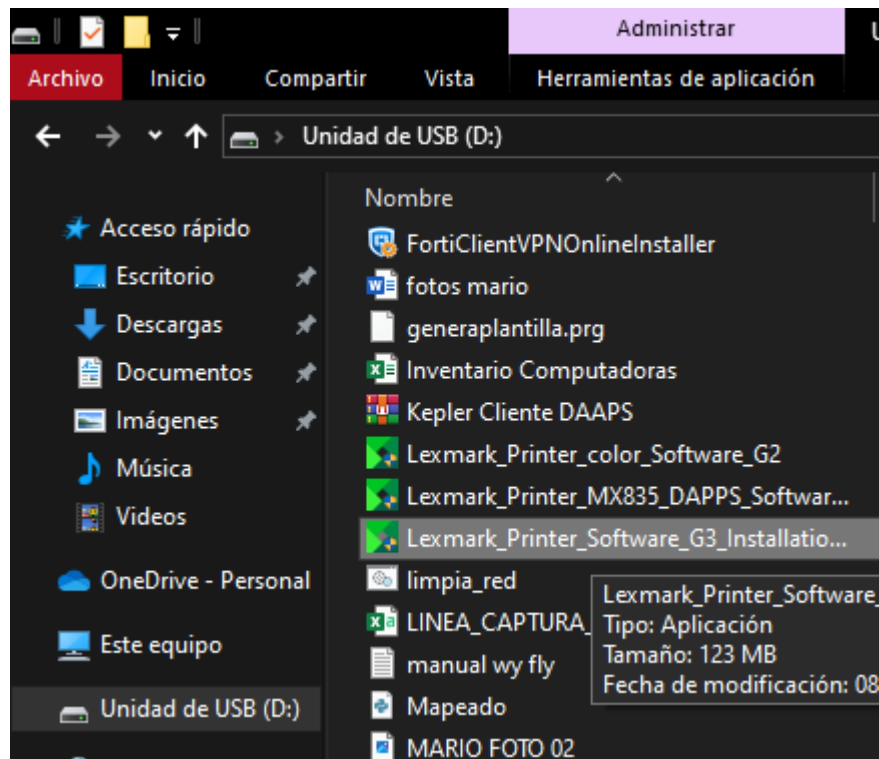 Administrar
Archivo Inicio Compartir Vista Herramientas de aplicación
Unidad de USB (D:)
Nombre
Acceso rápido
Escritorio
Descargas
Documentos
Imágenes
Música
Videos
OneDrive - Personal
Este equipo
Unidad de USB (D:)
FortiClientVPNOnlineInstaller
fotos mario
generaplantilla.prg
Inventario Computadoras
Kepler Cliente DAAPS
Lexmark_Printer_color_Software_G2
Lexmark_Printer_MX835_DAPPS_Softwar...
Lexmark_Printer_Software_G3_Installatio...
limpia_red
LINEA_CAPTURA_
manual wy fly
Mapeado
MARIO FOTO 02
Lexmark_Printer_Software_
Tipo: Aplicación
Tamaño: 123 MB
Fecha de modificación: 08